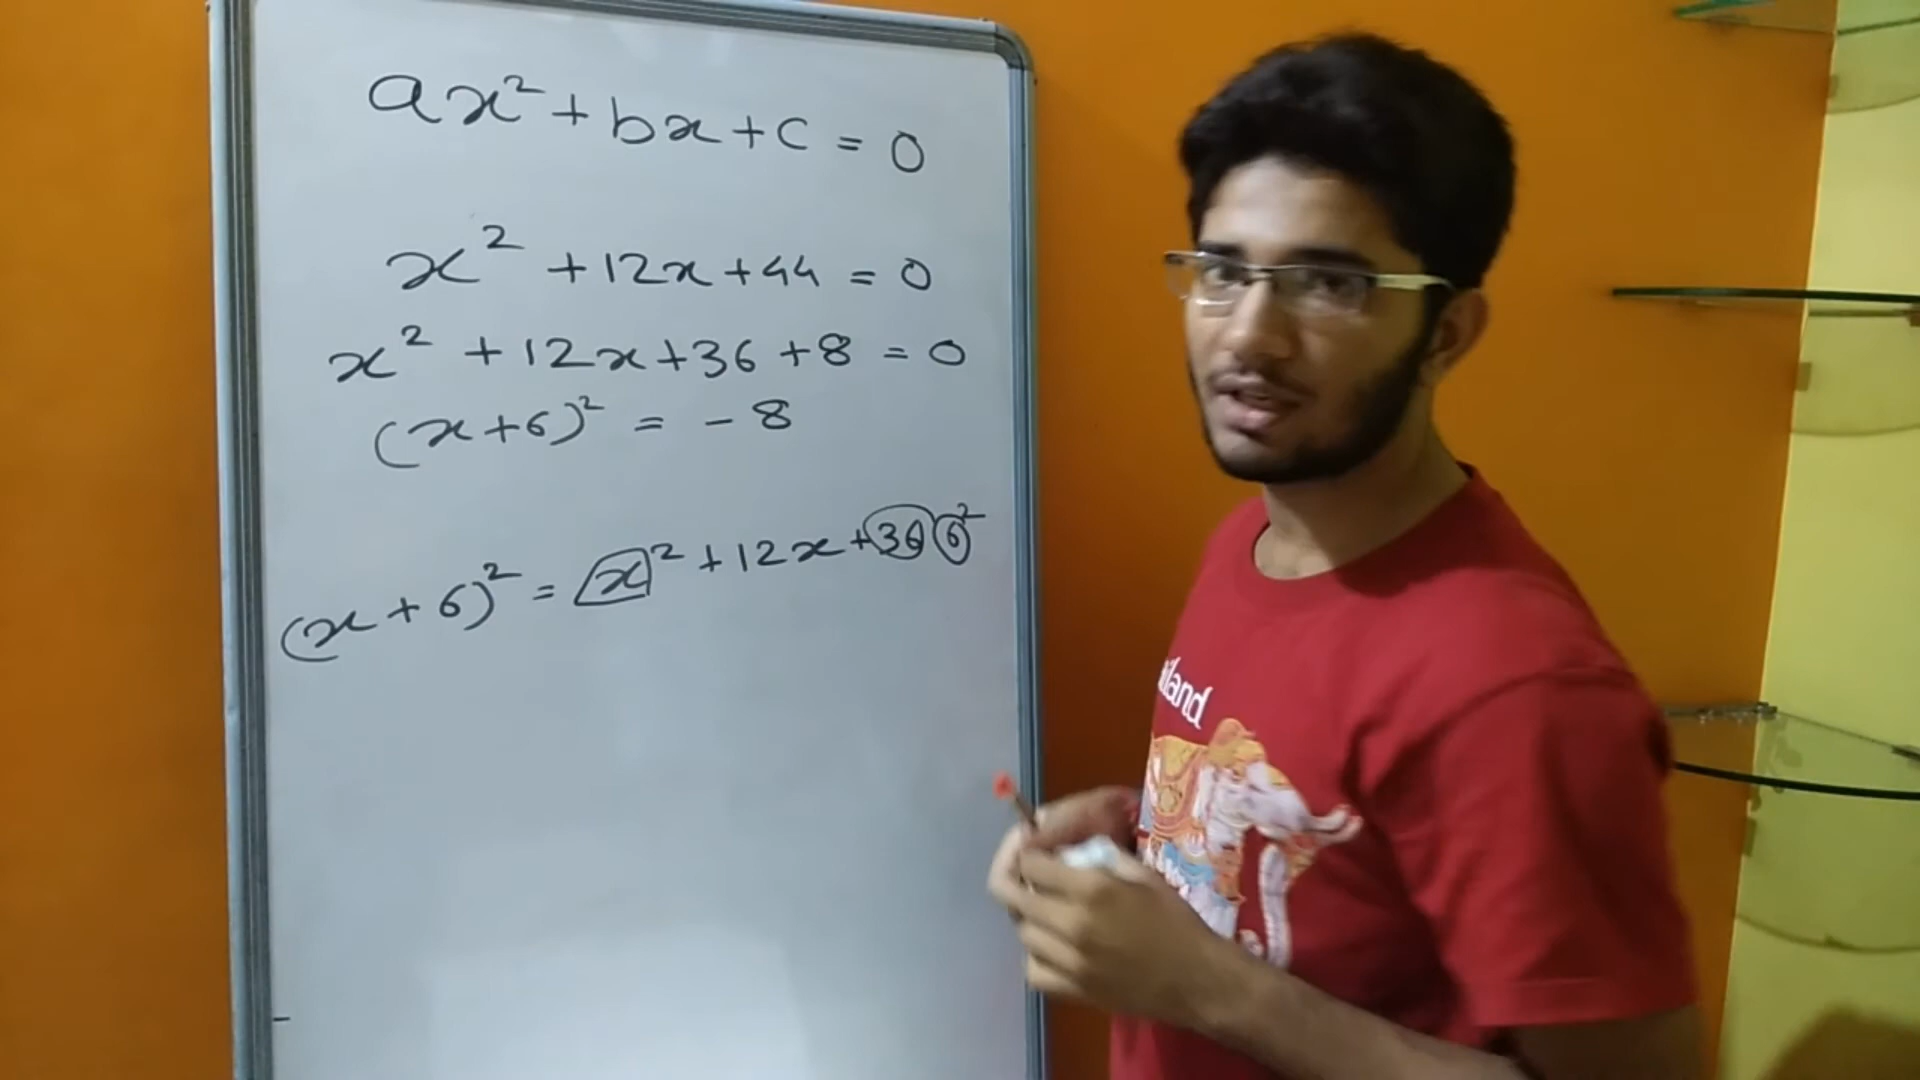 ax² + bx + c = 0
x² + 12x + 44 = 0
x² + 12x + 36 + 8 = 0
(x + 6)² = - 8
(x + 6)² = x² + 12x + 36 6²
iland